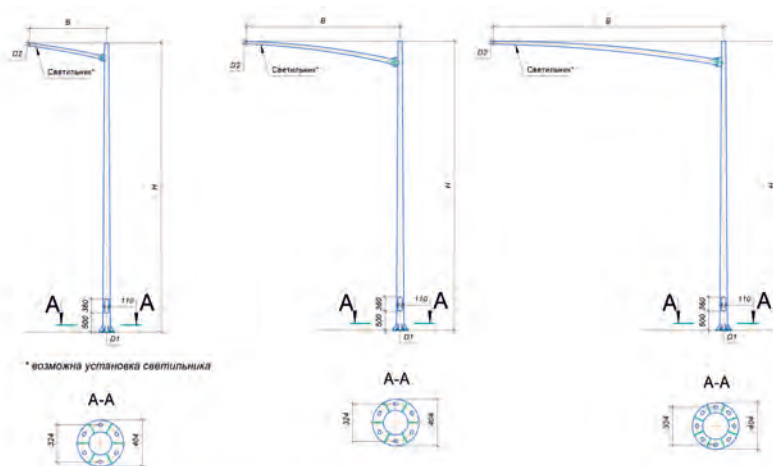 B
B
B
D2
D2
D2
Светильник*
Светильник*
Светильник*
H
H
H
A
A
A
A
A
A
360
500
110
360
500
110
360
500
110
D1
D1
D1
* возможна установка светильника
A-A
A-A
A-A
324
404
324
404
304
404